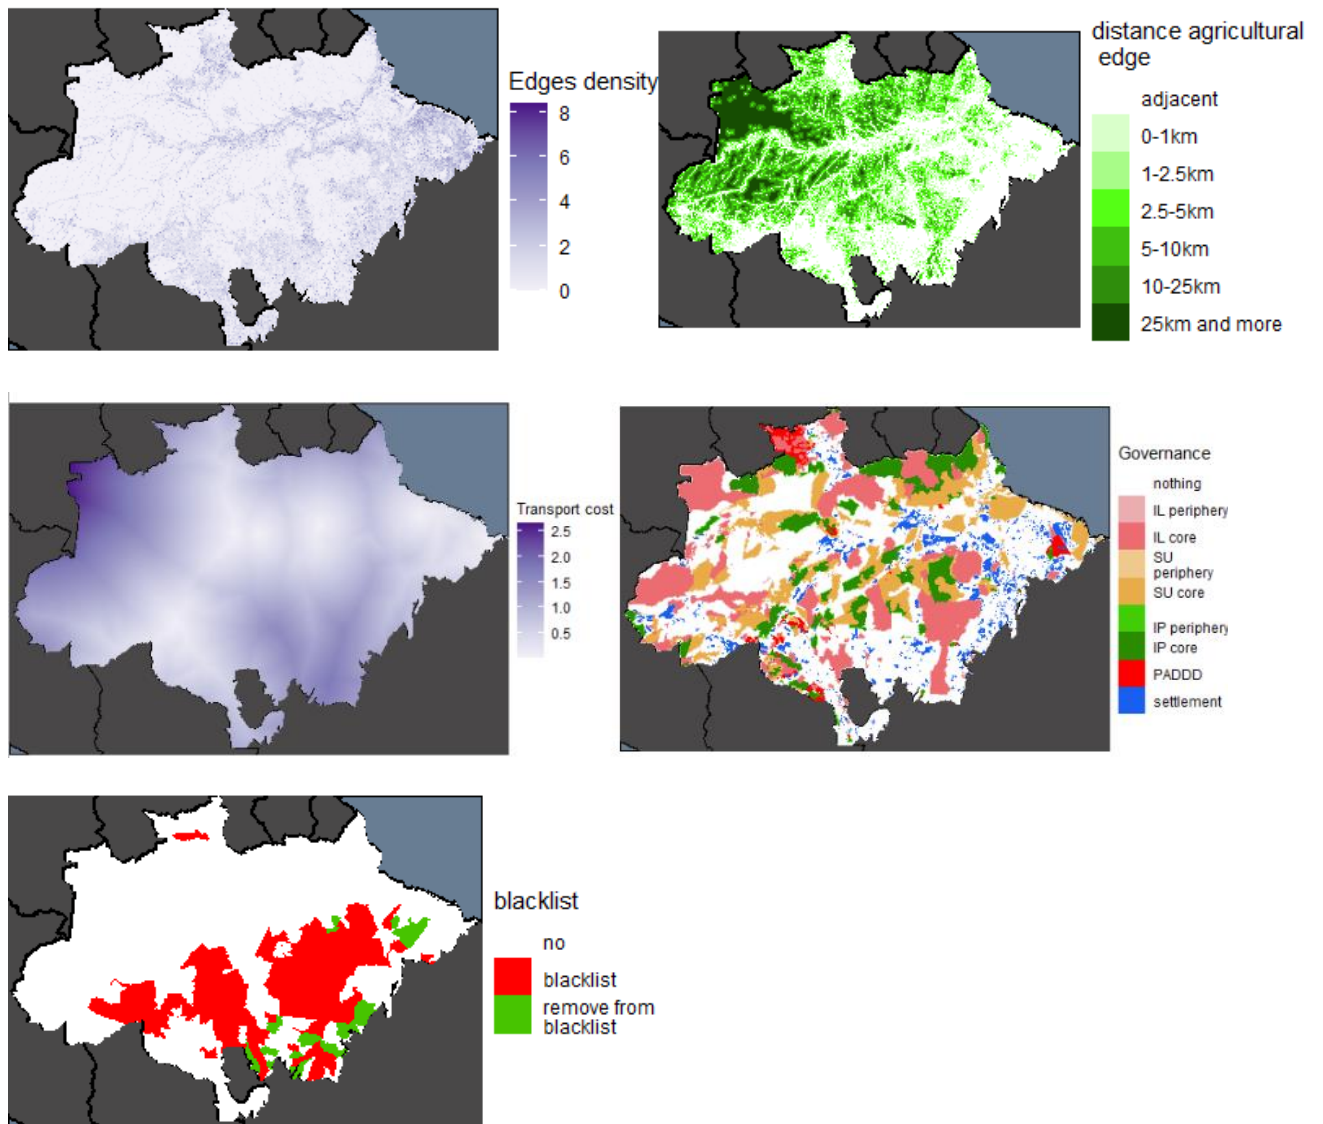 Edges density
8
6
4
2
0
distance agricultural
edge
adjacent
0-1km
1-2.5km
2.5-5km
5-10km
10-25km
25km and more
Transport cost
2.5
2.0
1.5
1.0
0.5
Governance
nothing
IL periphery
IL core
SU
periphery
SU core
IP periphery
IP core
PADDD
settlement
blacklist
no
blacklist
remove from
blacklist